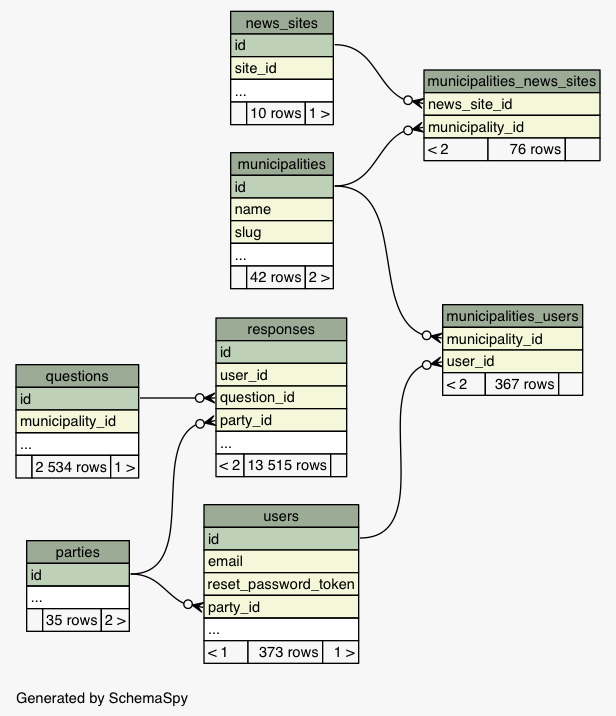 news_sites
id
site_id
...
10 rows 1 >
municipalities_news_sites
news_site_id
municipality_id
< 2 76 rows
municipalities
id
name
slug
...
42 rows 2 >
municipalities_users
municipality_id
user_id
< 2 367 rows
responses
id
user_id
question_id
party_id
...
< 2 13 515 rows
questions
id
municipality_id
...
2 534 rows 1 >
users
id
email
reset_password_token
party_id
...
< 1 373 rows 1 >
parties
id
...
35 rows 2 >
Generated by SchemaSpy